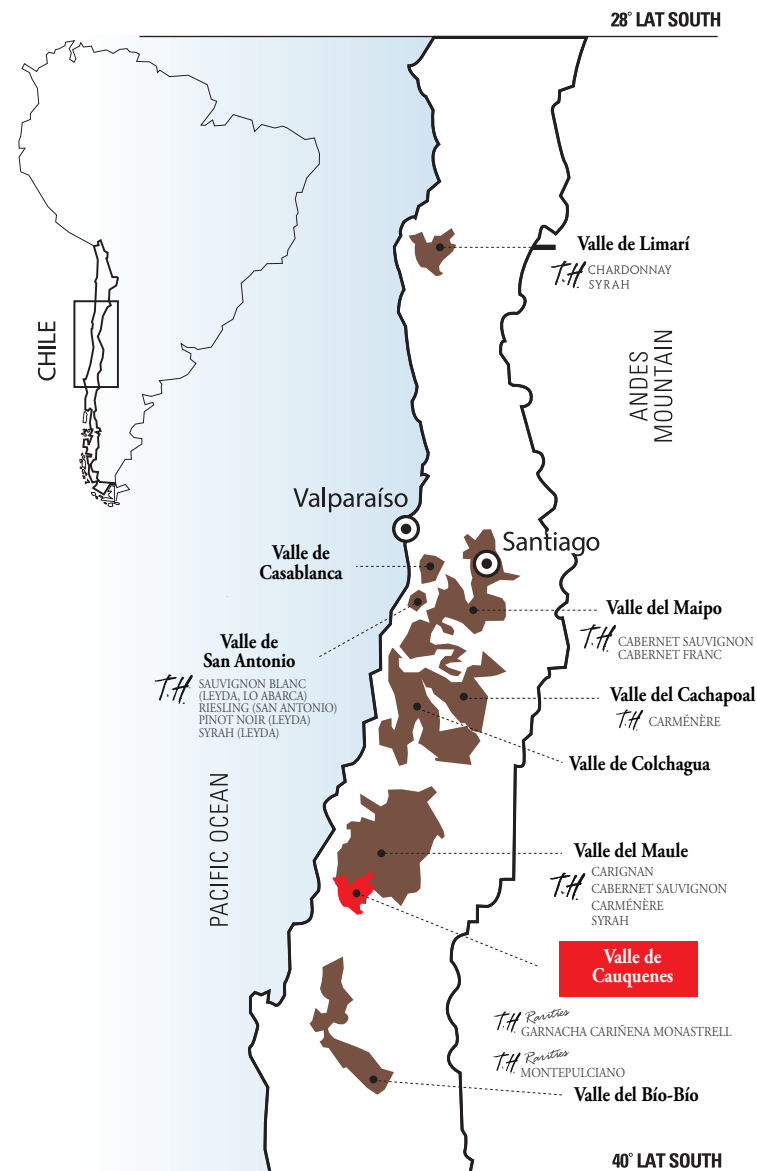 28° LAT SOUTH
Valle de Limarí
T.H. CHARDONNAY
SYRAH
CHILE
ANDES
MOUNTAIN
Valparaíso
Santiago
Valle de
Casablanca
Valle del Maipo
T.H. CABERNET SAUVIGNON
CABERNET FRANC
Valle de
San Antonio
T.H. SAUVIGNON BLANC
(LEYDA, LO ABARCA)
RIESLING (SAN ANTONIO)
PINOT NOIR (LEYDA)
SYRAH (LEYDA)
Valle del Cachapoal
T.H. CARMÉNÈRE
Valle de Colchagua
PACIFIC OCEAN
Valle del Maule
T.H. CARIGNAN
CABERNET SAUVIGNON
CARMÉNÈRE
SYRAH
Valle de
Cauquenes
T.H. Rarities
GARNACHA CARIÑENA MONASTRELL
T.H. Rarities
MONTEPULCIANO
Valle del Bío-Bío
40° LAT SOUTH